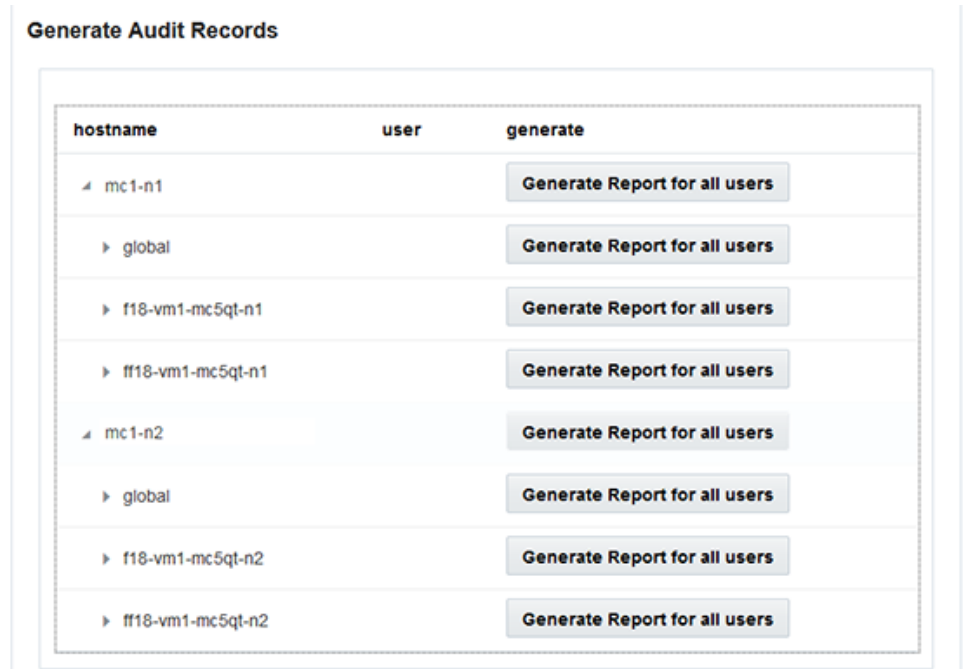 Generate Audit Records
hostname user generate
mc1-n1 Generate Report for all users
global Generate Report for all users
f18-vm1-mc5qt-n1 Generate Report for all users
ff18-vm1-mc5qt-n1 Generate Report for all users
mc1-n2 Generate Report for all users
global Generate Report for all users
f18-vm1-mc5qt-n2 Generate Report for all users
ff18-vm1-mc5qt-n2 Generate Report for all users